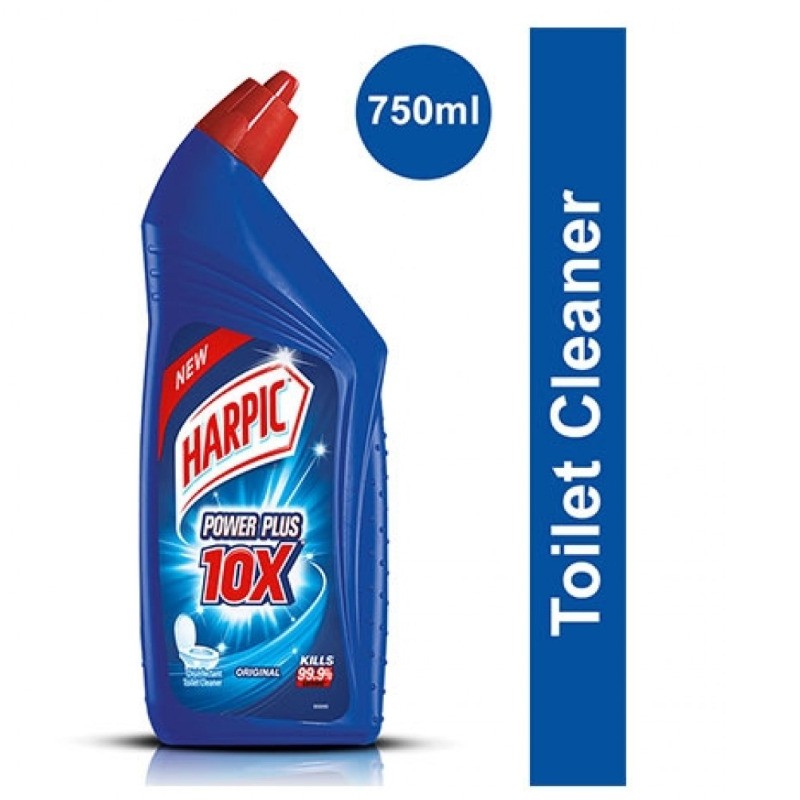 750ml
Toilet Cleaner
NEW
HARPIC
POWER PLUS
10X
Disinfectant
Toilet Cleaner
ORIGINAL
KILLS
99.9%